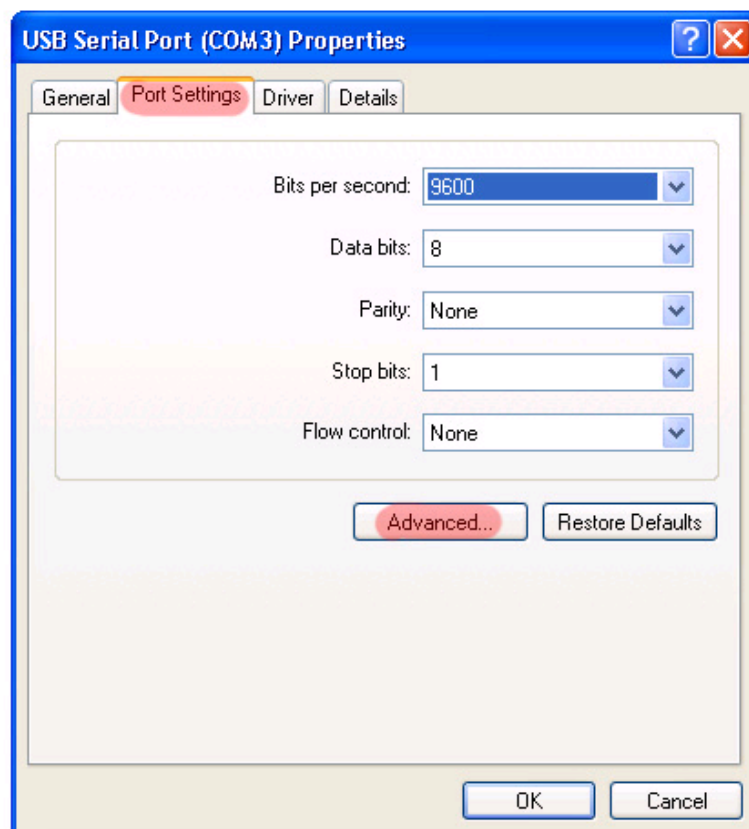 USB Serial Port (COM3) Properties
General Port Settings Driver Details
Bits per second: 9600
Data bits: 8
Parity: None
Stop bits: 1
Flow control: None
Advanced... Restore Defaults
OK Cancel